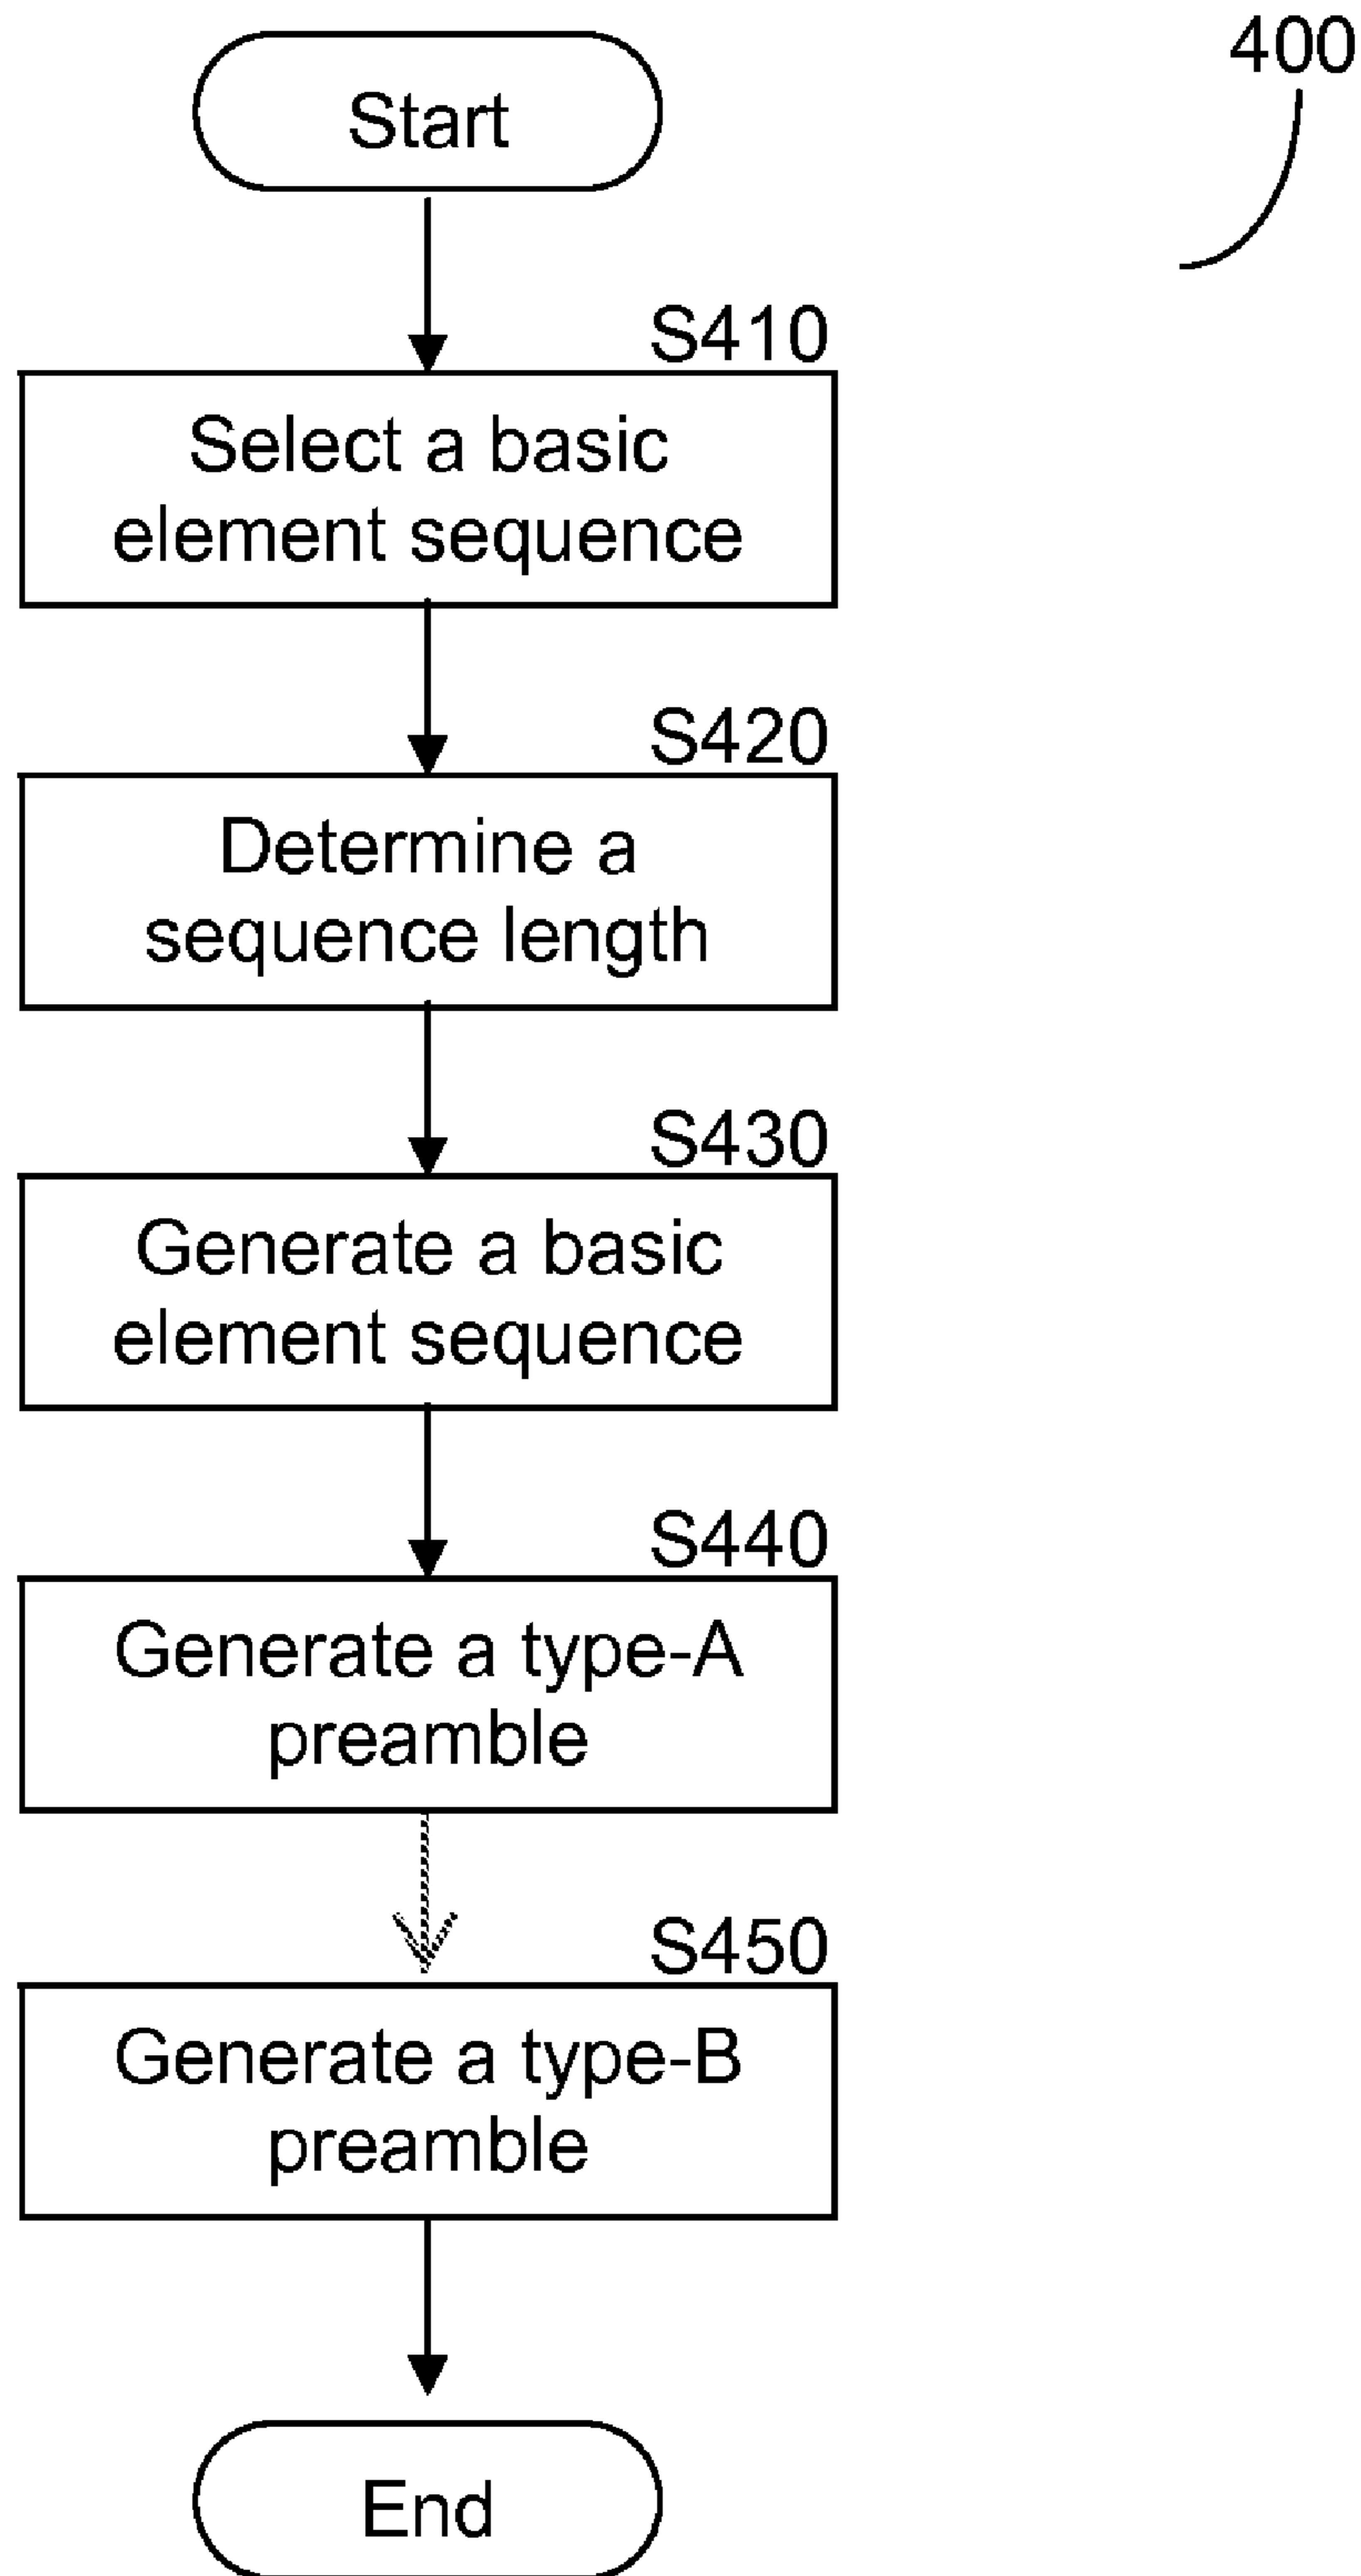 400
Start
S410
Select a basic
element sequence
S420
Determine a
sequence length
S430
Generate a basic
element sequence
S440
Generate a type-A
preamble
S450
Generate a type-B
preamble
End